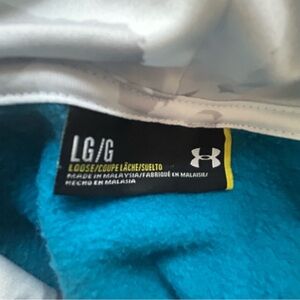 LG/G
LOOSE/COUPE LÂCHE/SUELTO
MADE IN MALAYSIA/FABRIQUÉ EN MALAISIE/
HECHO EN MALASIA